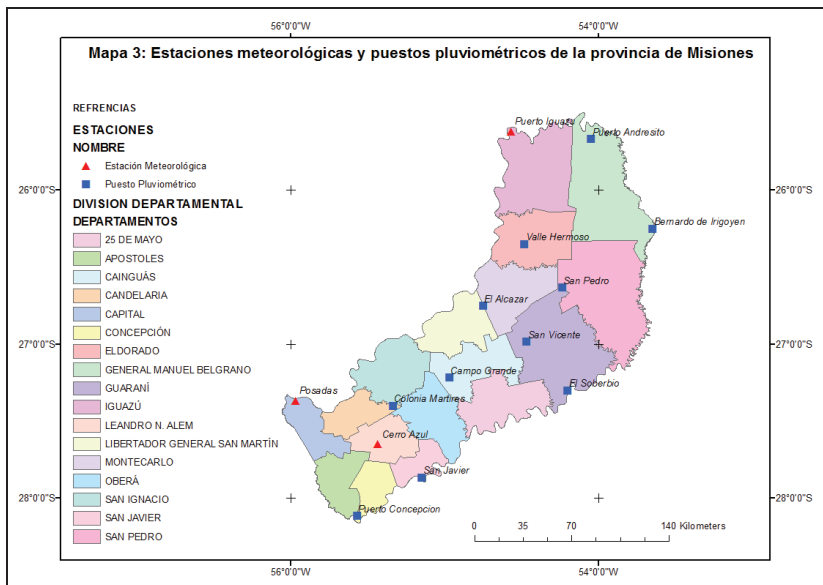 56°0'0"W
54°0'0"W
Mapa 3: Estaciones meteorológicas y puestos pluviométricos de la provincia de Misiones
REFRENCIAS
ESTACIONES
NOMBRE
Estación Meteorológica
Puesto Pluviométrico
DIVISION DEPARTAMENTAL
DEPARTAMENTOS
25 DE MAYO
APOSTOLES
CAINGUÁS
CANDELARIA
CAPITAL
CONCEPCIÓN
ELDORADO
GENERAL MANUEL BELGRANO
GUARANÍ
IGUAZÚ
LEANDRO N. ALEM
LIBERTADOR GENERAL SAN MARTÍN
MONTECARLO
OBERÁ
SAN IGNACIO
SAN JAVIER
SAN PEDRO
Puerto Iguazu
Puerto Andresito
Bernardo de Irigoyen
Valle Hermoso
San Pedro
El Alcazar
San Vicente
Campo Grande
El Soberbio
Posadas
Colonia Martires
Cerro Azul
San Javier
Puerto Concepcion
26°0'0"S
26°0'0"S
27°0'0"S
27°0'0"S
28°0'0"S
28°0'0"S
0 35 70 140 Kilometers
56°0'0"W
54°0'0"W